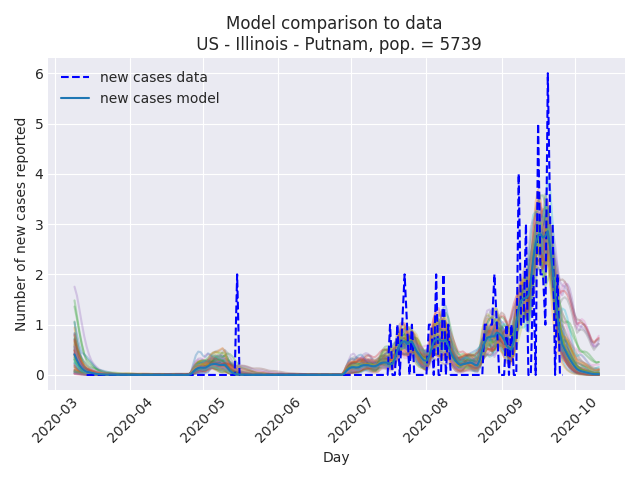 Model comparison to data
US - Illinois - Putnam, pop. = 5739
new cases data
new cases model
Number of new cases reported
6
5
4
3
2
1
0
2020-03
2020-04
2020-05
2020-06
2020-07
2020-08
2020-09
2020-10
Day